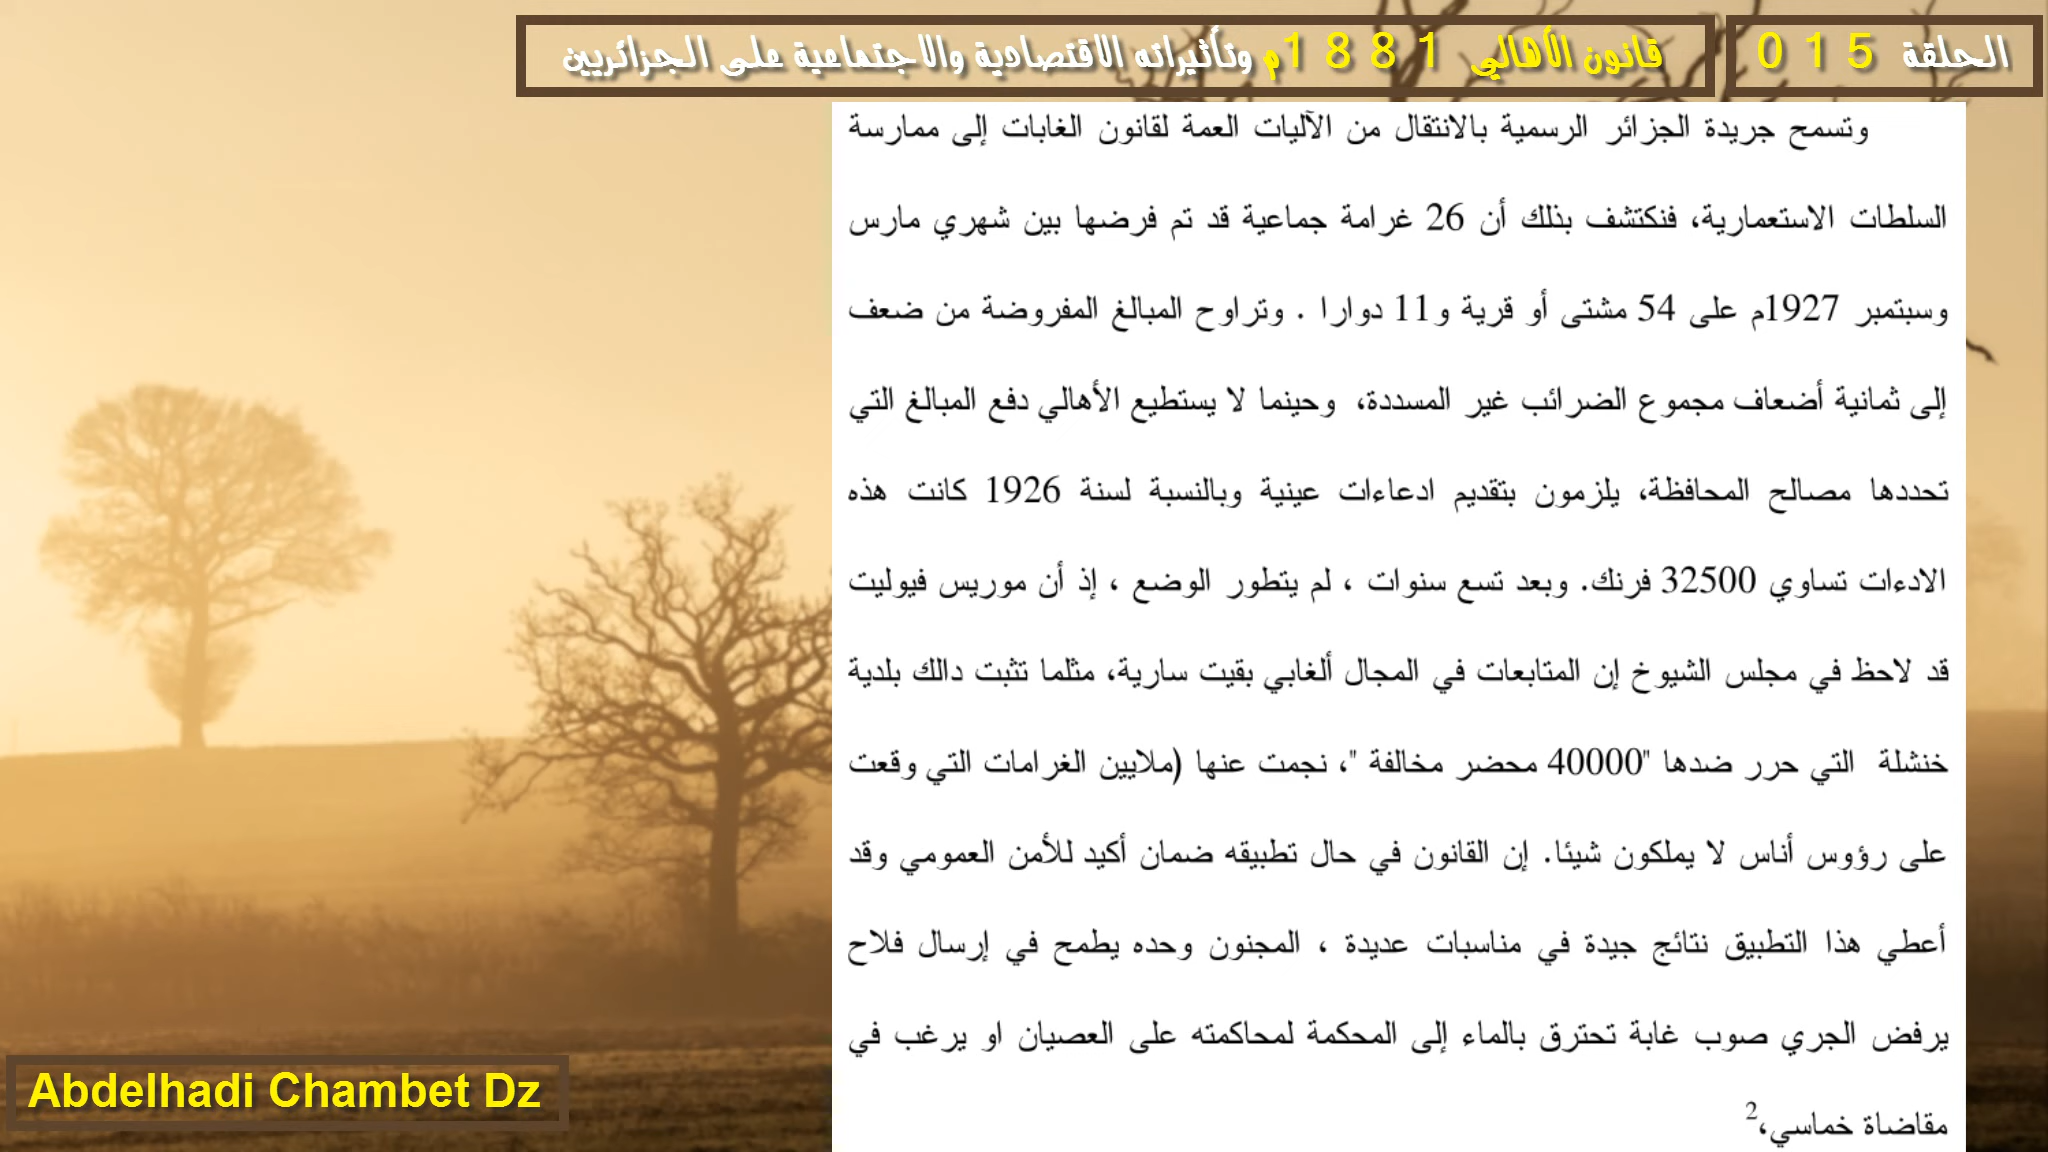 الحلقة 015
قانون الأهالي 1881م وتأثيراته الاقتصادية والاجتماعية على الجزائريين
وتسمح جريدة الجزائر الرسمية بالانتقال من الآليات العمة لقانون الغابات إلى ممارسة
السلطات الاستعمارية، فنكتشف بذلك أن 26 غرامة جماعية قد تم فرضها بين شهري مارس
وسبتمبر 1927م على 54 مشتى أو قرية و11 دوارا . وتراوح المبالغ المفروضة من ضعف
إلى ثمانية أضعاف مجموع الضرائب غير المسددة، وحينما لا يستطيع الأهالي دفع المبالغ التي
تحددها مصالح المحافظة، يلزمون بتقديم ادعاءات عينية وبالنسبة لسنة 1926 كانت هذه
الادءات تساوي 32500 فرنك. وبعد تسع سنوات ، لم يتطور الوضع ، إذ أن موريس فيوليت
قد لاحظ في مجلس الشيوخ إن المتابعات في المجال ألغابي بقيت سارية، مثلما تثبت دالك بلدية
خنشلة التي حرر ضدها "40000 محضر مخالفة "، نجمت عنها (ملايين الغرامات التي وقعت
على رؤوس أناس لا يملكون شيئا. إن القانون في حال تطبيقه ضمان أكيد للأمن العمومي وقد
أعطي هذا التطبيق نتائج جيدة في مناسبات عديدة ، المجنون وحده يطمح في إرسال فلاح
يرفض الجري صوب غابة تحترق بالماء إلى المحكمة لمحاكمته على العصيان او يرغب في
مقاضاة خماسي،2
Abdelhadi Chambet Dz